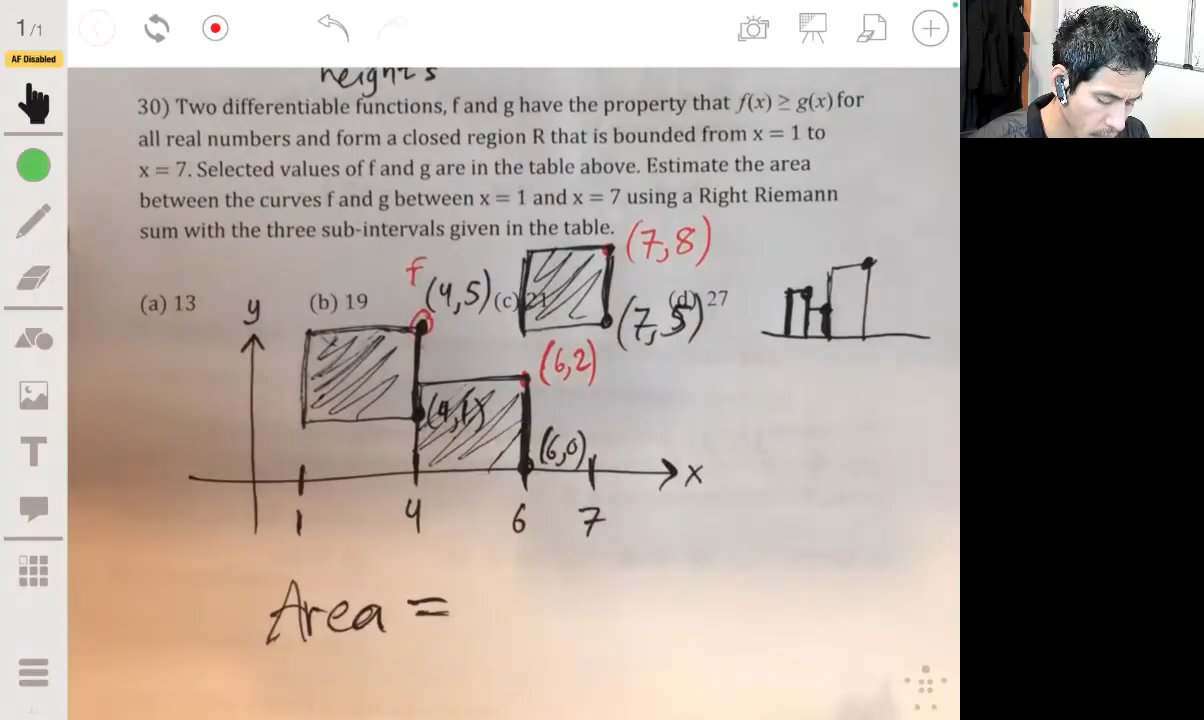 1/1
AF Disabled
heights
30) Two differentiable functions, f and g have the property that f(x) ≥ g(x) for
all real numbers and form a closed region R that is bounded from x = 1 to
x = 7. Selected values of f and g are in the table above. Estimate the area
between the curves f and g between x = 1 and x = 7 using a Right Riemann
sum with the three sub-intervals given in the table.
(7,8)
f
(4,5)
(a) 13 (b) 19 (c) 21 (d) 27
y
(7,5)
(6,2)
(4,1)
(6,0)
x
1 4 6 7
Area =
T